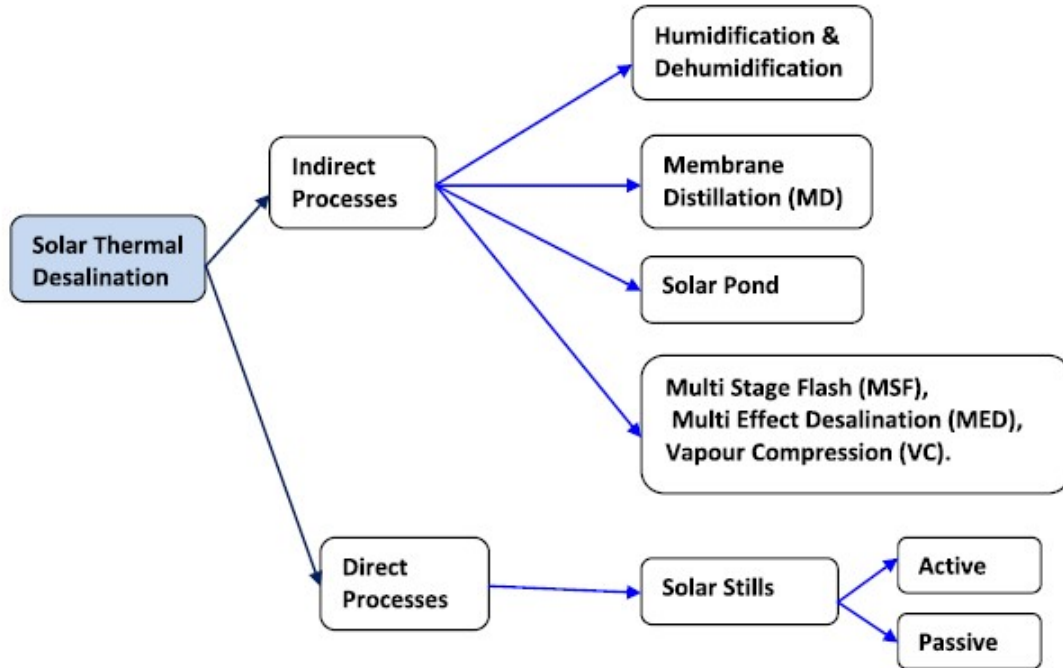 Humidification &
Dehumidification
Indirect
Processes
Membrane
Distillation (MD)
Solar Thermal
Desalination
Solar Pond
Multi Stage Flash (MSF),
Multi Effect Desalination (MED),
Vapour Compression (VC).
Direct
Processes
Solar Stills
Active
Passive